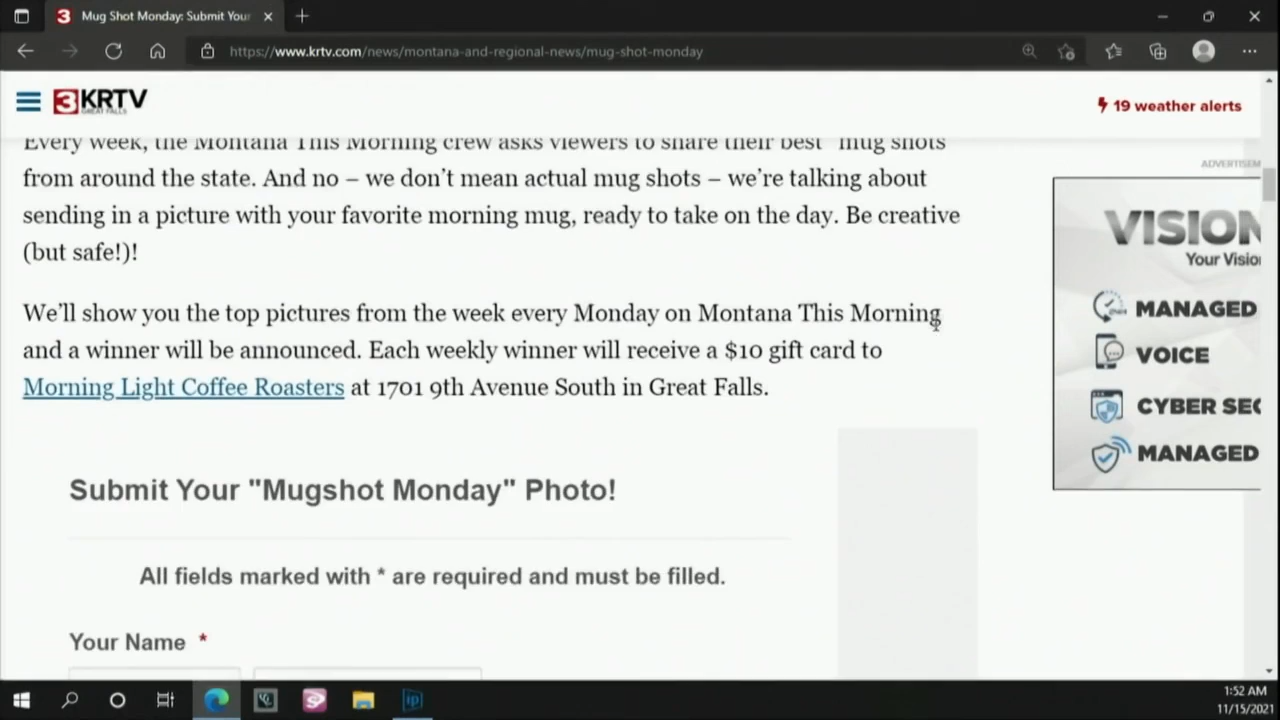 3 Mug Shot Monday: Submit Your
https://www.krtv.com/news/montana-and-regional-news/mug-shot-monday
3 KRTV
GREAT FALLS
19 weather alerts
Every week, the Montana This Morning crew asks viewers to share their best "mug shots"
from around the state. And no – we don't mean actual mug shots – we're talking about
sending in a picture with your favorite morning mug, ready to take on the day. Be creative
(but safe!)!
We'll show you the top pictures from the week every Monday on Montana This Morning
and a winner will be announced. Each weekly winner will receive a $10 gift card to
Morning Light Coffee Roasters at 1701 9th Avenue South in Great Falls.
ADVERTISEM
VISION
Your Visio
MANAGED
VOICE
CYBER SEC
MANAGED
Submit Your "Mugshot Monday" Photo!
All fields marked with * are required and must be filled.
Your Name *
ip
1:52 AM
11/15/2021